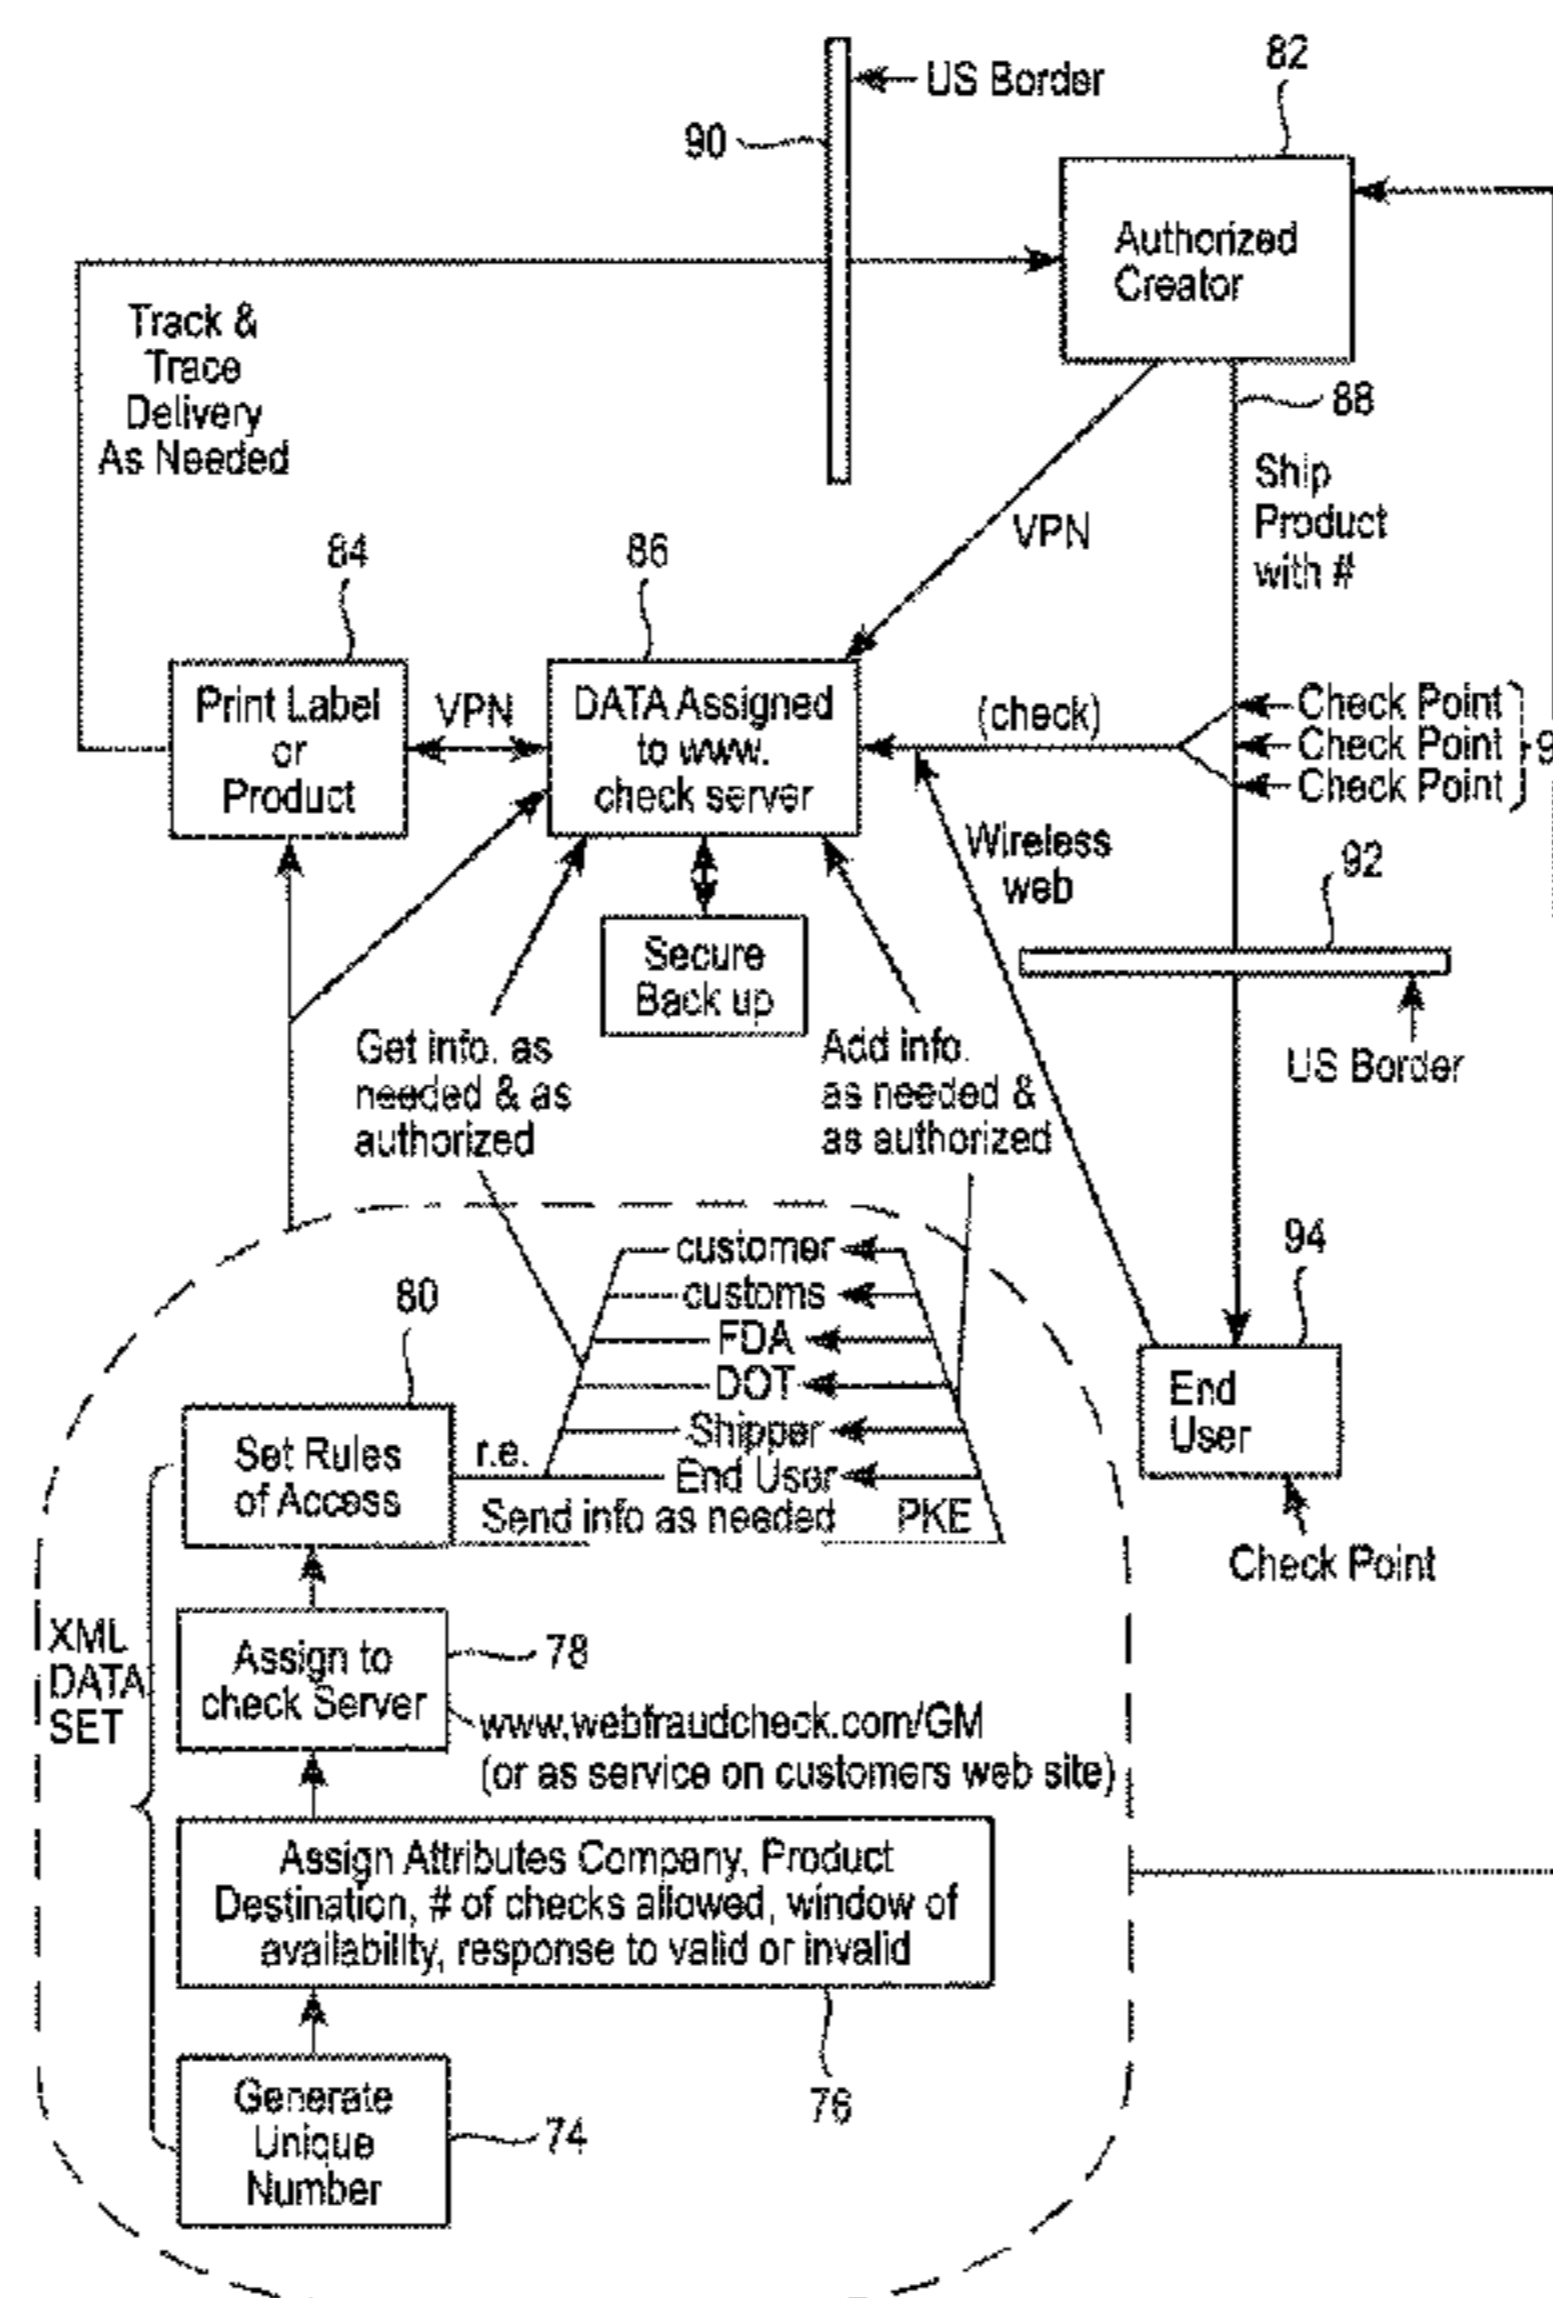 82
US Border
90
Authorized
Creator
Track &
Trace
Delivery
As Needed
88
Ship
Product
with #
VPN
84
86
Print Label
or
Product
VPN
DATA Assigned
to www.
check server
(check)
Check Point
Check Point
Check Point
Wireless
web
92
Secure
Back up
US Border
Get info. as
needed & as
authorized
Add info.
as needed &
as authorized
94
customer
customs
FDA
DOT
Shipper
End User
80
Set Rules
of Access
r.e.
Send info as needed
PKE
End
User
Check Point
XML
DATA
SET
Assign to
check Server
78
www.webfraudcheck.com/GM
(or as service on customers web site)
Assign Attributes Company, Product
Destination, # of checks allowed, window of
availability, response to valid or invalid
76
Generate
Unique
Number
74